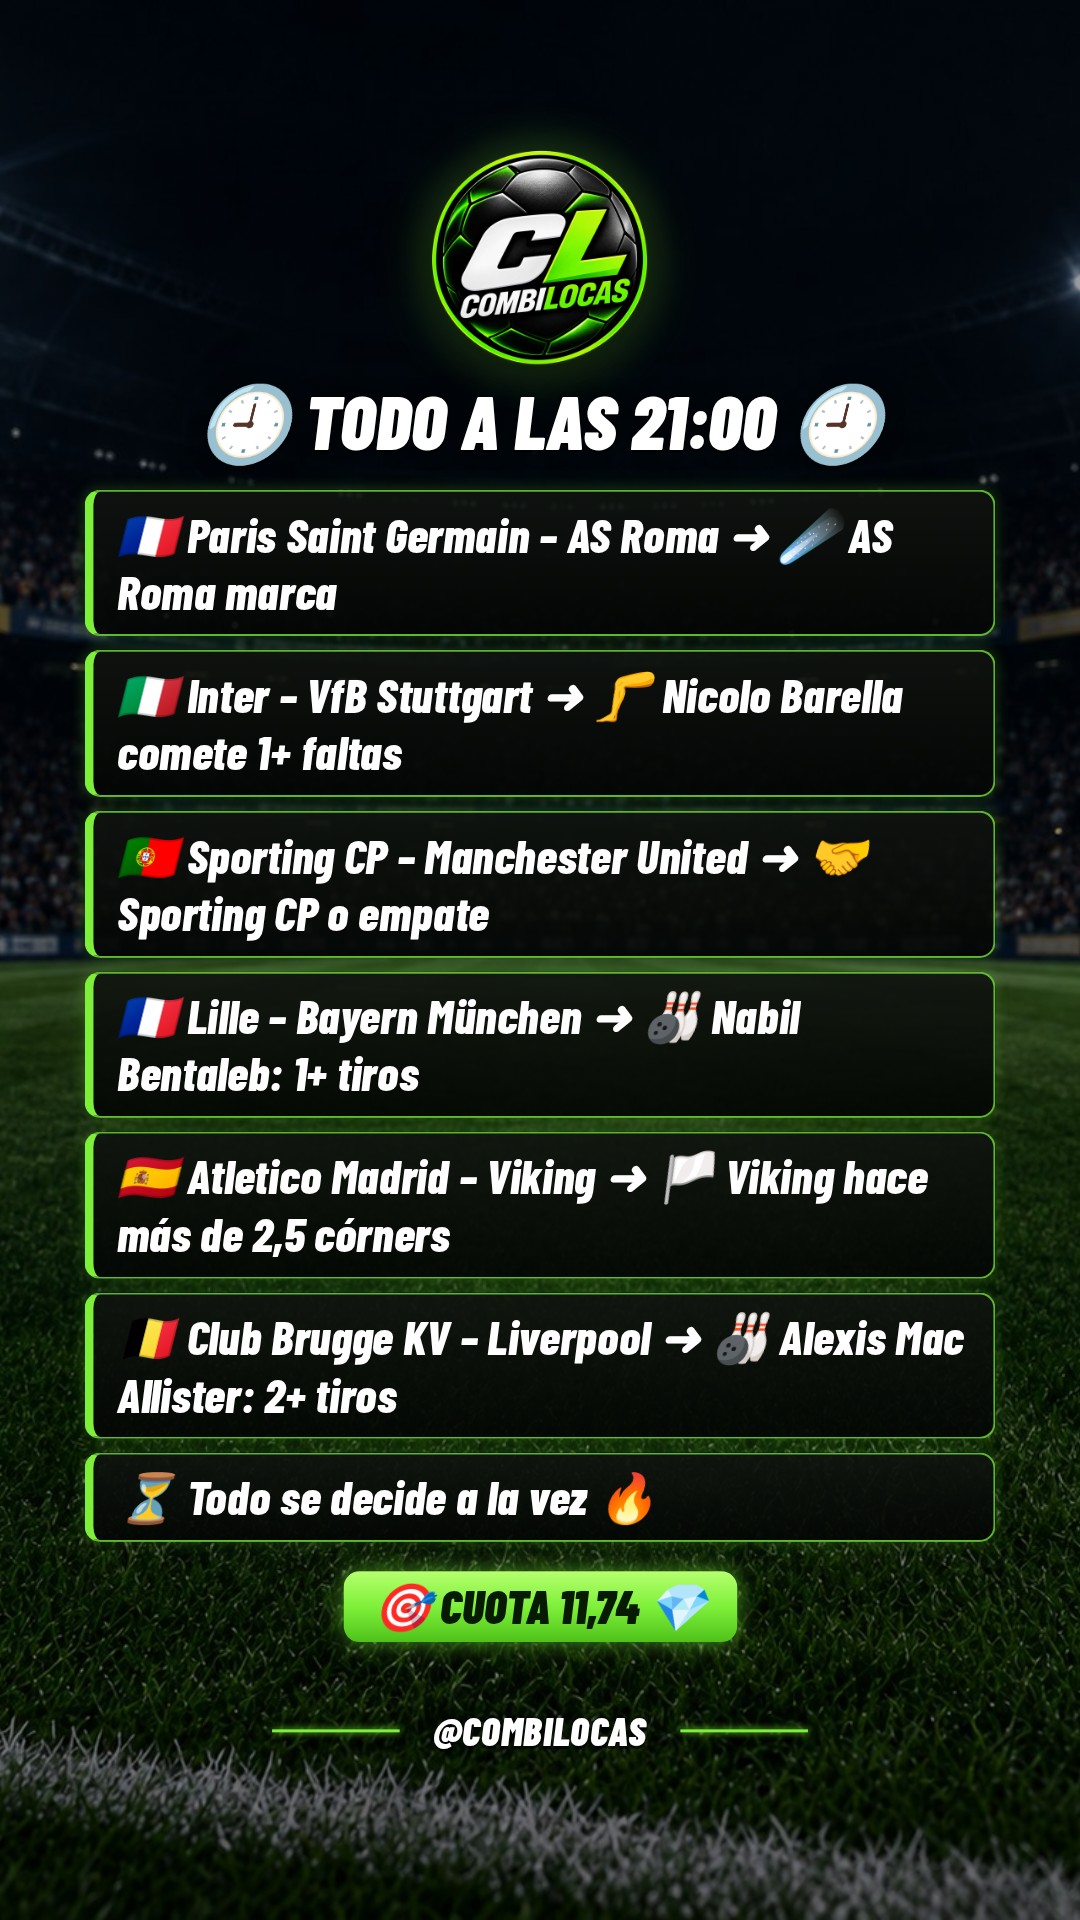 CL
COMBILOCAS
🕘 TODO A LAS 21:00 🕘
🇫🇷 Paris Saint Germain – AS Roma ➜ ☄️ AS
Roma marca
🇮🇹 Inter – VfB Stuttgart ➜ 🦵 Nicolo Barella
comete 1+ faltas
🇵🇹 Sporting CP – Manchester United ➜ 🤝
Sporting CP o empate
🇫🇷 Lille – Bayern München ➜ 🎳 Nabil
Bentaleb: 1+ tiros
🇪🇸 Atletico Madrid – Viking ➜ 🏳️ Viking hace
más de 2,5 córners
🇧🇪 Club Brugge KV – Liverpool ➜ 🎳 Alexis Mac
Allister: 2+ tiros
⏳ Todo se decide a la vez 🔥
🎯 CUOTA 11,74 💎
@COMBILOCAS